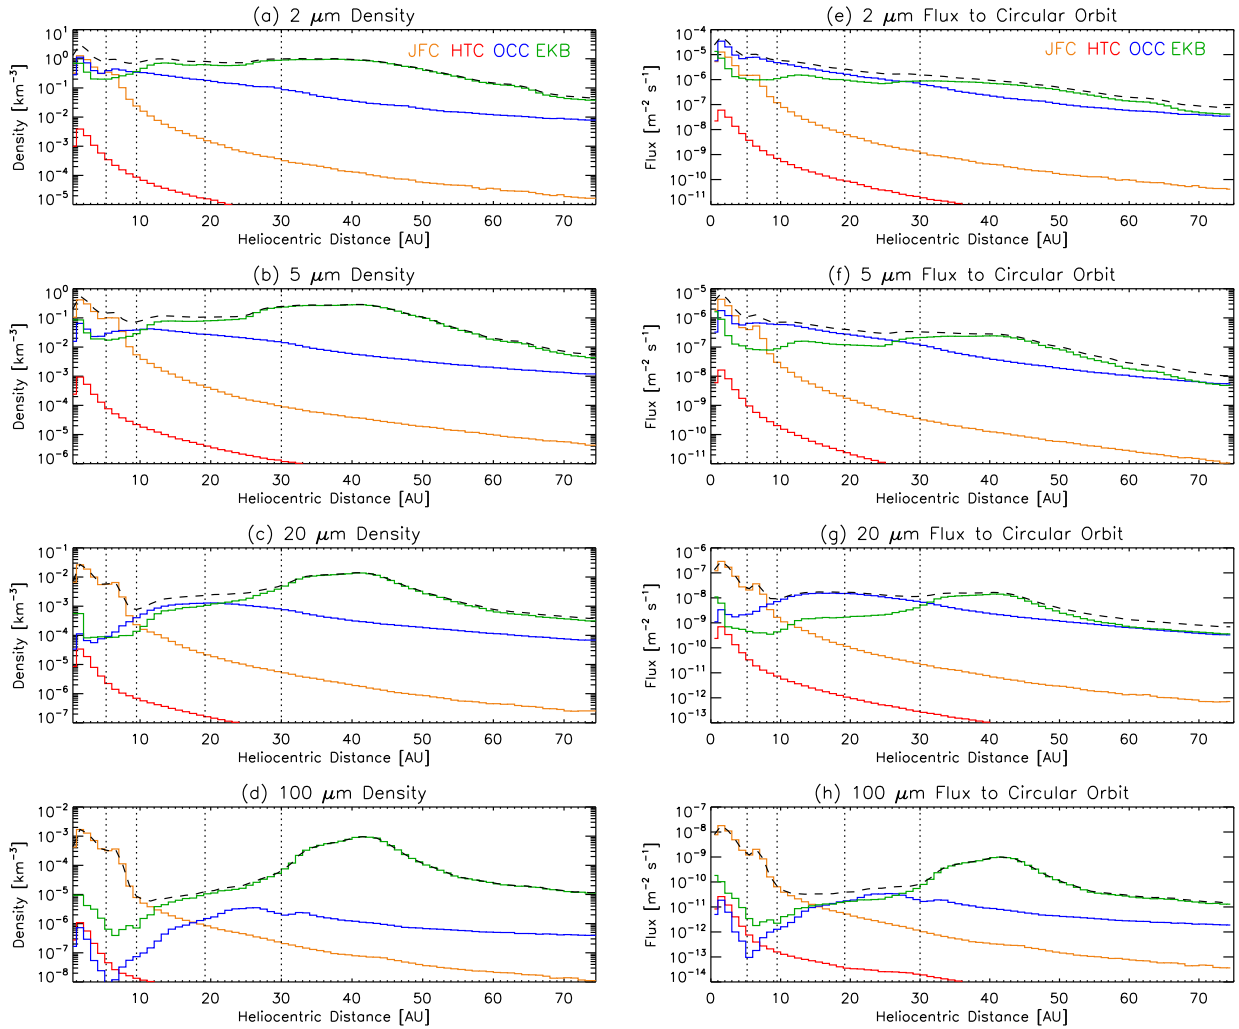 (a) 2 μm Density
10¹
10⁰
10⁻¹
10⁻²
10⁻³
10⁻⁴
10⁻⁵
Density [km⁻³]
JFC HTC OCC EKB
10 20 30 40 50 60 70
Heliocentric Distance [AU]
(e) 2 μm Flux to Circular Orbit
10⁻⁴
10⁻⁵
10⁻⁶
10⁻⁷
10⁻⁸
10⁻⁹
10⁻¹⁰
10⁻¹¹
Flux [m⁻² s⁻¹]
JFC HTC OCC EKB
0 10 20 30 40 50 60 70
Heliocentric Distance [AU]
(b) 5 μm Density
10⁰
10⁻¹
10⁻²
10⁻³
10⁻⁴
10⁻⁵
10⁻⁶
Density [km⁻³]
10 20 30 40 50 60 70
Heliocentric Distance [AU]
(f) 5 μm Flux to Circular Orbit
10⁻⁵
10⁻⁶
10⁻⁷
10⁻⁸
10⁻⁹
10⁻¹⁰
10⁻¹¹
Flux [m⁻² s⁻¹]
0 10 20 30 40 50 60 70
Heliocentric Distance [AU]
(c) 20 μm Density
10⁻¹
10⁻²
10⁻³
10⁻⁴
10⁻⁵
10⁻⁶
10⁻⁷
Density [km⁻³]
10 20 30 40 50 60 70
Heliocentric Distance [AU]
(g) 20 μm Flux to Circular Orbit
10⁻⁶
10⁻⁷
10⁻⁸
10⁻⁹
10⁻¹⁰
10⁻¹¹
10⁻¹²
10⁻¹³
Flux [m⁻² s⁻¹]
0 10 20 30 40 50 60 70
Heliocentric Distance [AU]
(d) 100 μm Density
10⁻²
10⁻³
10⁻⁴
10⁻⁵
10⁻⁶
10⁻⁷
10⁻⁸
Density [km⁻³]
10 20 30 40 50 60 70
Heliocentric Distance [AU]
(h) 100 μm Flux to Circular Orbit
10⁻⁷
10⁻⁸
10⁻⁹
10⁻¹⁰
10⁻¹¹
10⁻¹²
10⁻¹³
10⁻¹⁴
Flux [m⁻² s⁻¹]
0 10 20 30 40 50 60 70
Heliocentric Distance [AU]